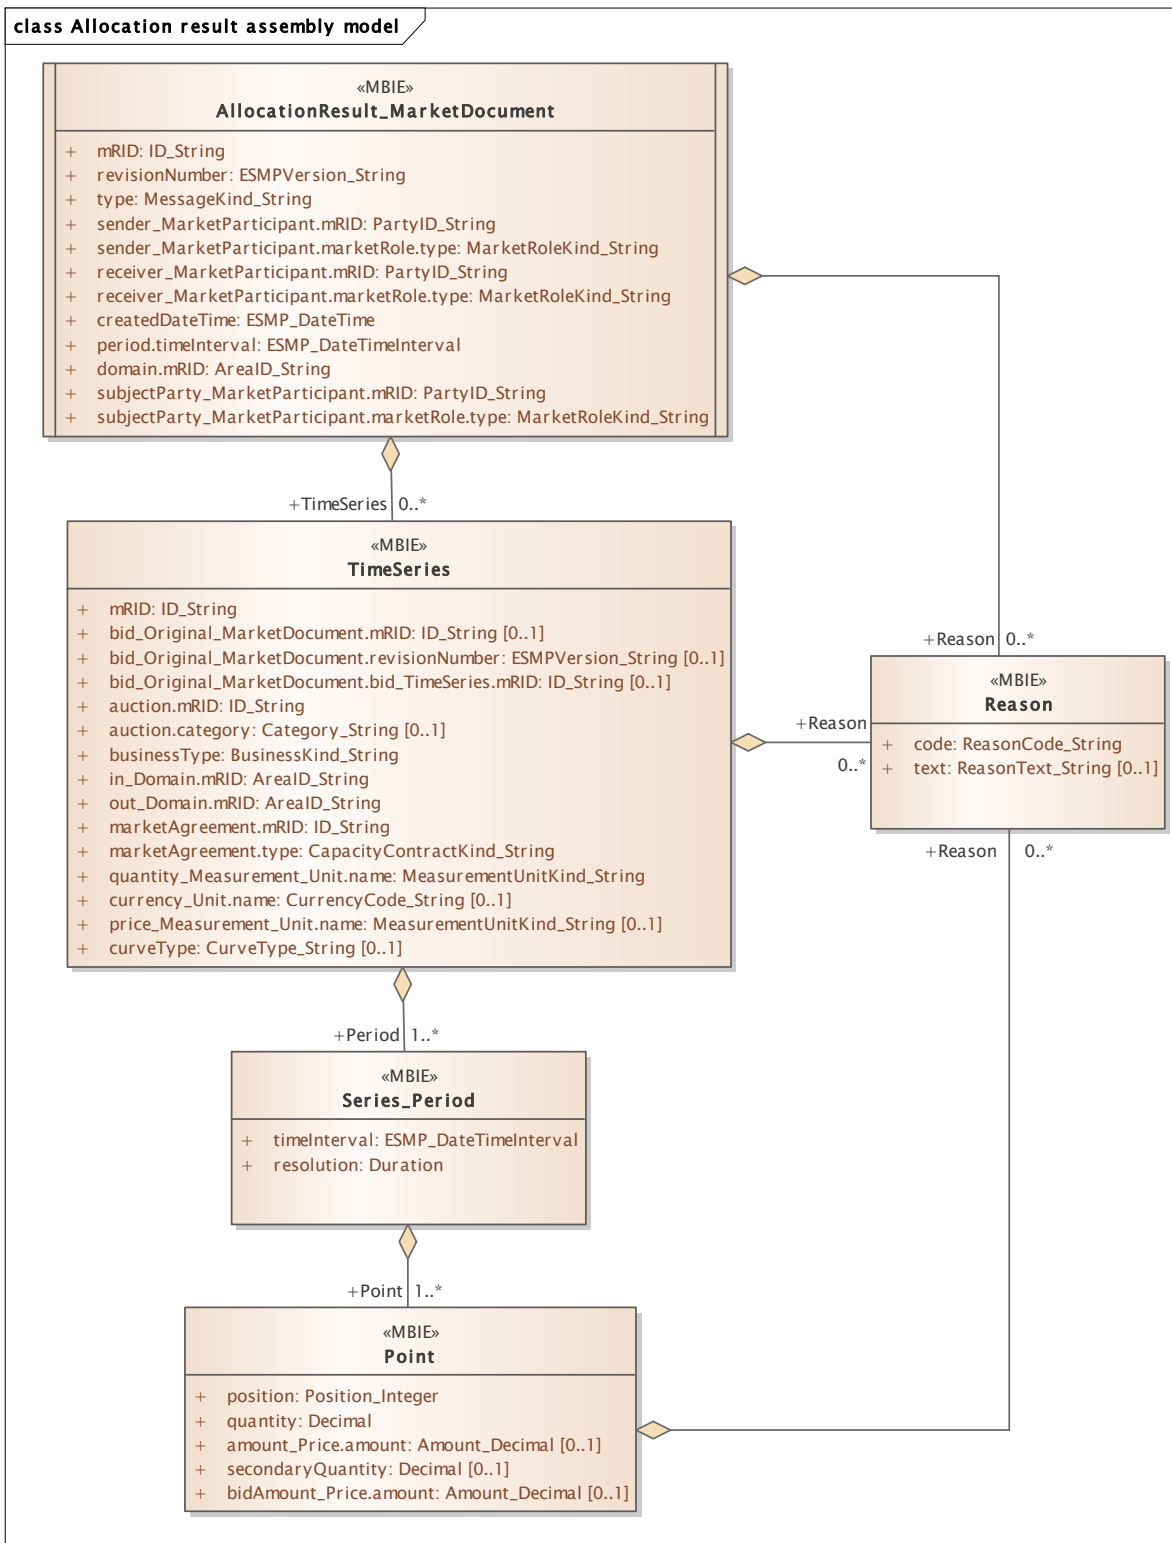 class Allocation result assembly model
«MBIE»
AllocationResult_MarketDocument
+ mRID: ID_String
+ revisionNumber: ESMPVersion_String
+ type: MessageKind_String
+ sender_MarketParticipant.mRID: PartyID_String
+ sender_MarketParticipant.marketRole.type: MarketRoleKind_String
+ receiver_MarketParticipant.mRID: PartyID_String
+ receiver_MarketParticipant.marketRole.type: MarketRoleKind_String
+ createdDateTime: ESMP_DateTime
+ period.timeInterval: ESMP_DateTimeInterval
+ domain.mRID: AreaID_String
+ subjectParty_MarketParticipant.mRID: PartyID_String
+ subjectParty_MarketParticipant.marketRole.type: MarketRoleKind_String
+TimeSeries 0..*
«MBIE»
TimeSeries
+ mRID: ID_String
+ bid_Original_MarketDocument.mRID: ID_String [0..1]
+ bid_Original_MarketDocument.revisionNumber: ESMPVersion_String [0..1]
+ bid_Original_MarketDocument.bid_TimeSeries.mRID: ID_String [0..1]
+ auction.mRID: ID_String
+ auction.category: Category_String [0..1]
+ businessType: BusinessKind_String
+ in_Domain.mRID: AreaID_String
+ out_Domain.mRID: AreaID_String
+ marketAgreement.mRID: ID_String
+ marketAgreement.type: CapacityContractKind_String
+ quantity_Measurement_Unit.name: MeasurementUnitKind_String
+ currency_Unit.name: CurrencyCode_String [0..1]
+ price_Measurement_Unit.name: MeasurementUnitKind_String [0..1]
+ curveType: CurveType_String [0..1]
+Reason 0..*
+Reason
0..*
«MBIE»
Reason
+ code: ReasonCode_String
+ text: ReasonText_String [0..1]
+Reason 0..*
+Period 1..*
«MBIE»
Series_Period
+ timeInterval: ESMP_DateTimeInterval
+ resolution: Duration
+Point 1..*
«MBIE»
Point
+ position: Position_Integer
+ quantity: Decimal
+ amount_Price.amount: Amount_Decimal [0..1]
+ secondaryQuantity: Decimal [0..1]
+ bidAmount_Price.amount: Amount_Decimal [0..1]